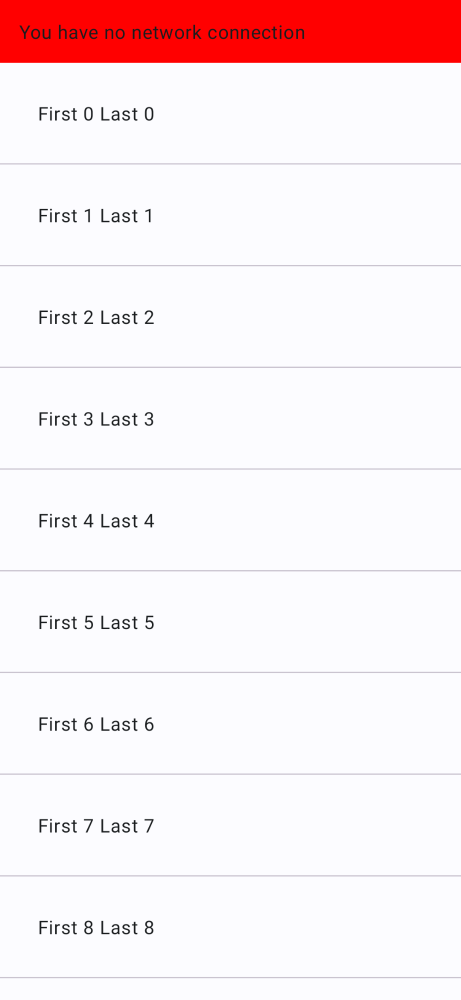 You have no network connection
First 0 Last 0
First 1 Last 1
First 2 Last 2
First 3 Last 3
First 4 Last 4
First 5 Last 5
First 6 Last 6
First 7 Last 7
First 8 Last 8